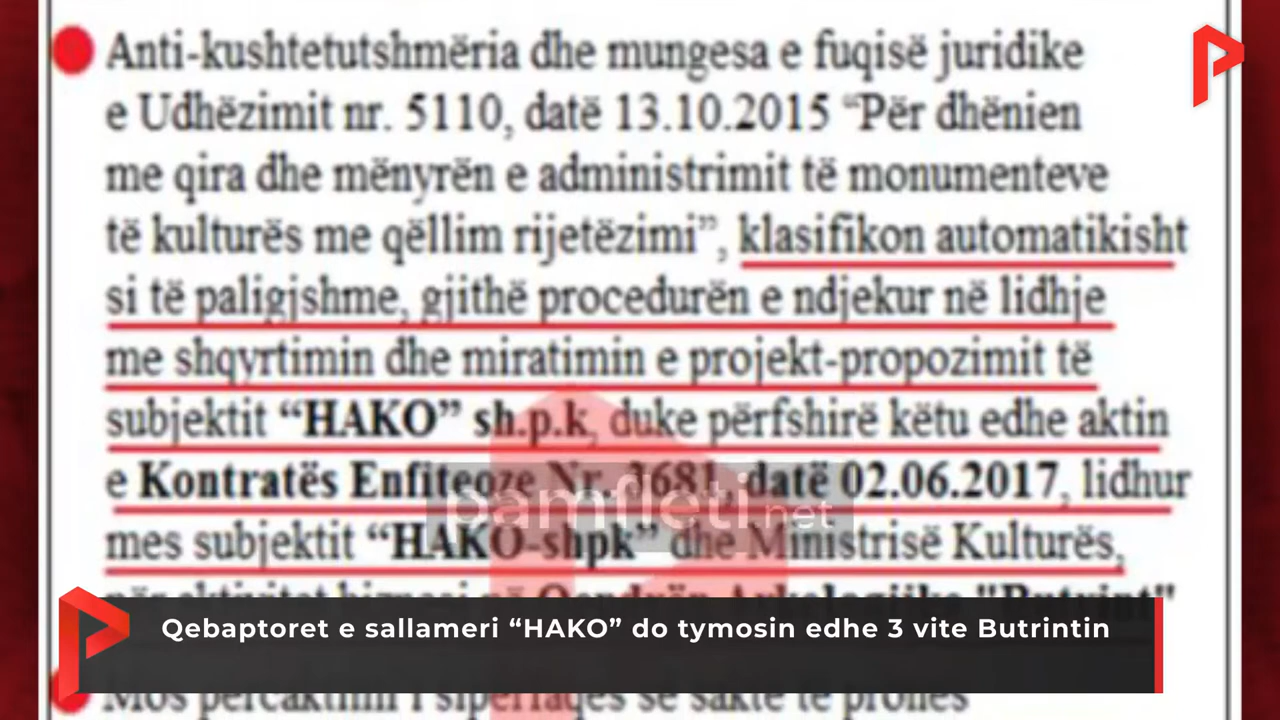 Anti-kushtetutshmëria dhe mungesa e fuqisë juridike
e Udhëzimit nr. 5110, datë 13.10.2015 “Për dhënien
me qira dhe mënyrën e administrimit të monumenteve
të kulturës me qëllim rijetëzimi”, klasifikon automatikisht
si të paligjshme, gjithë procedurën e ndjekur në lidhje
me shqyrtimin dhe miratimin e projekt-propozimit të
subjektit “HAKO” sh.p.k, duke përfshirë këtu edhe aktin
e Kontratës Enfiteoze Nr. 3681, datë 02.06.2017, lidhur
mes subjektit “HAKO-shpk” dhe Ministrisë Kulturës,
pamfleti.net
"Butrint"
Qebaptoret e sallameri “HAKO” do tymosin edhe 3 vite Butrintin